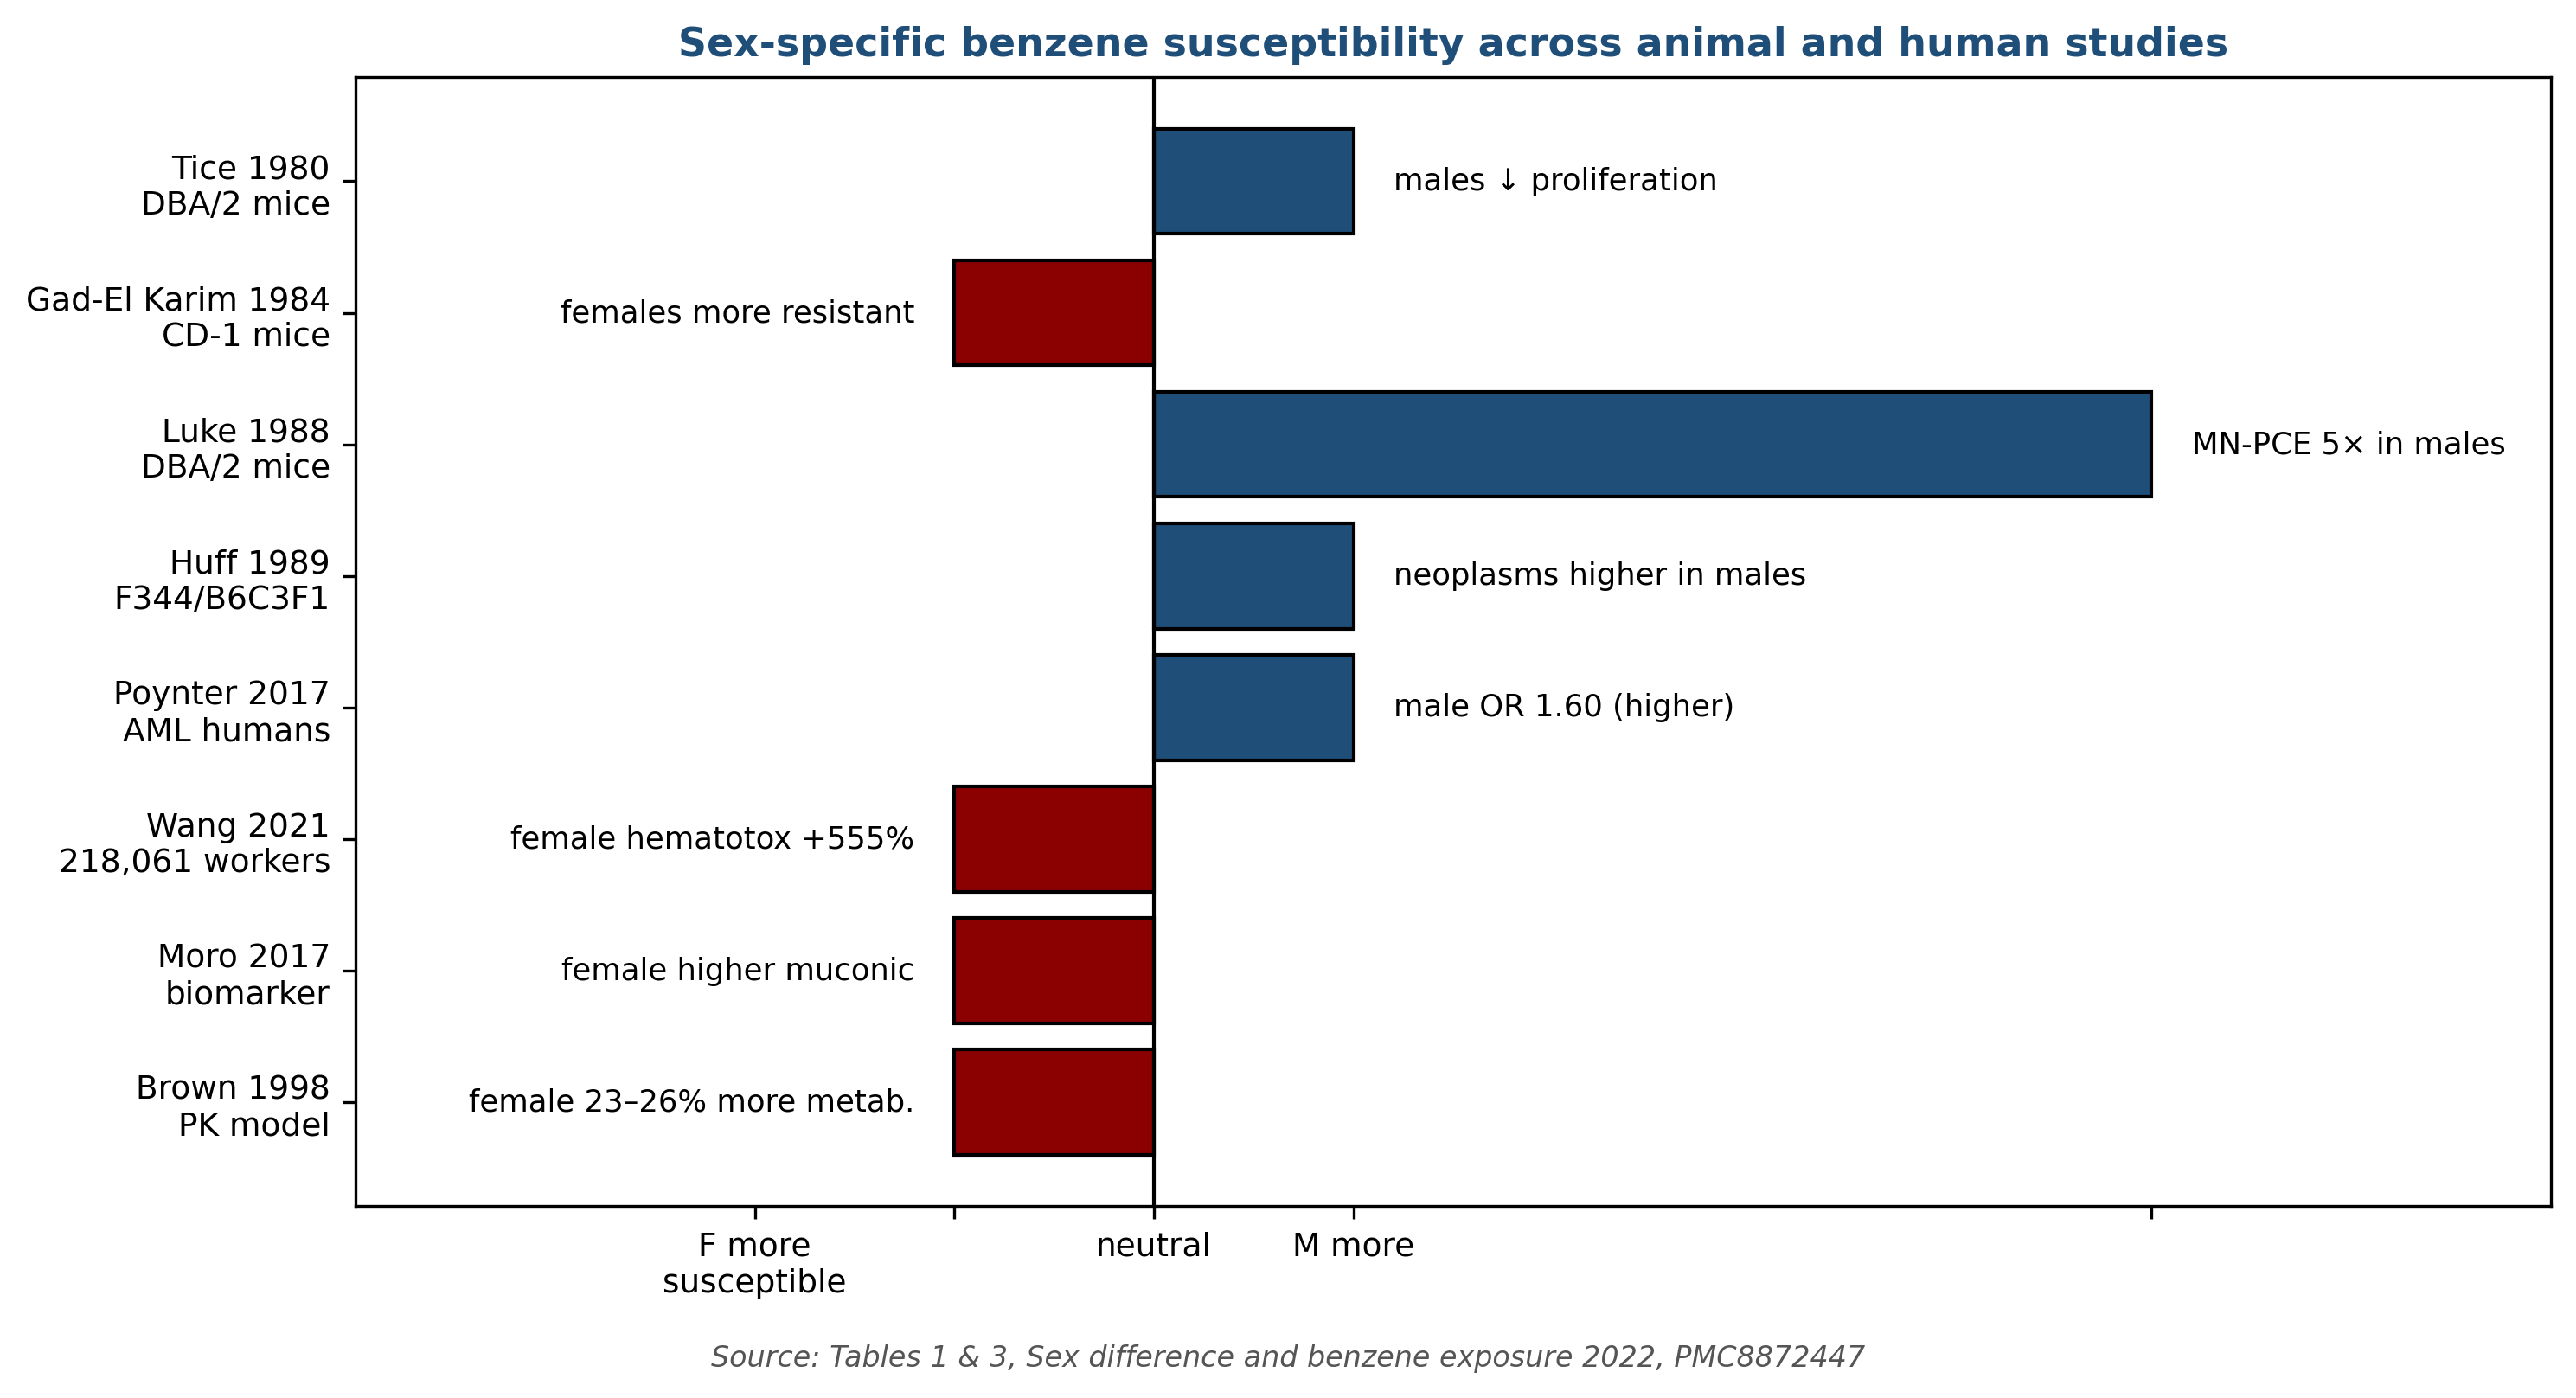 Sex-specific benzene susceptibility across animal and human studies
Tice 1980
DBA/2 mice
males ↓ proliferation
Gad-El Karim 1984
CD-1 mice
females more resistant
Luke 1988
DBA/2 mice
MN-PCE 5× in males
Huff 1989
F344/B6C3F1
neoplasms higher in males
Poynter 2017
AML humans
male OR 1.60 (higher)
Wang 2021
218,061 workers
female hematotox +555%
Moro 2017
biomarker
female higher muconic
Brown 1998
PK model
female 23–26% more metab.
F more
susceptible
neutral
M more
Source: Tables 1 & 3, Sex difference and benzene exposure 2022, PMC8872447